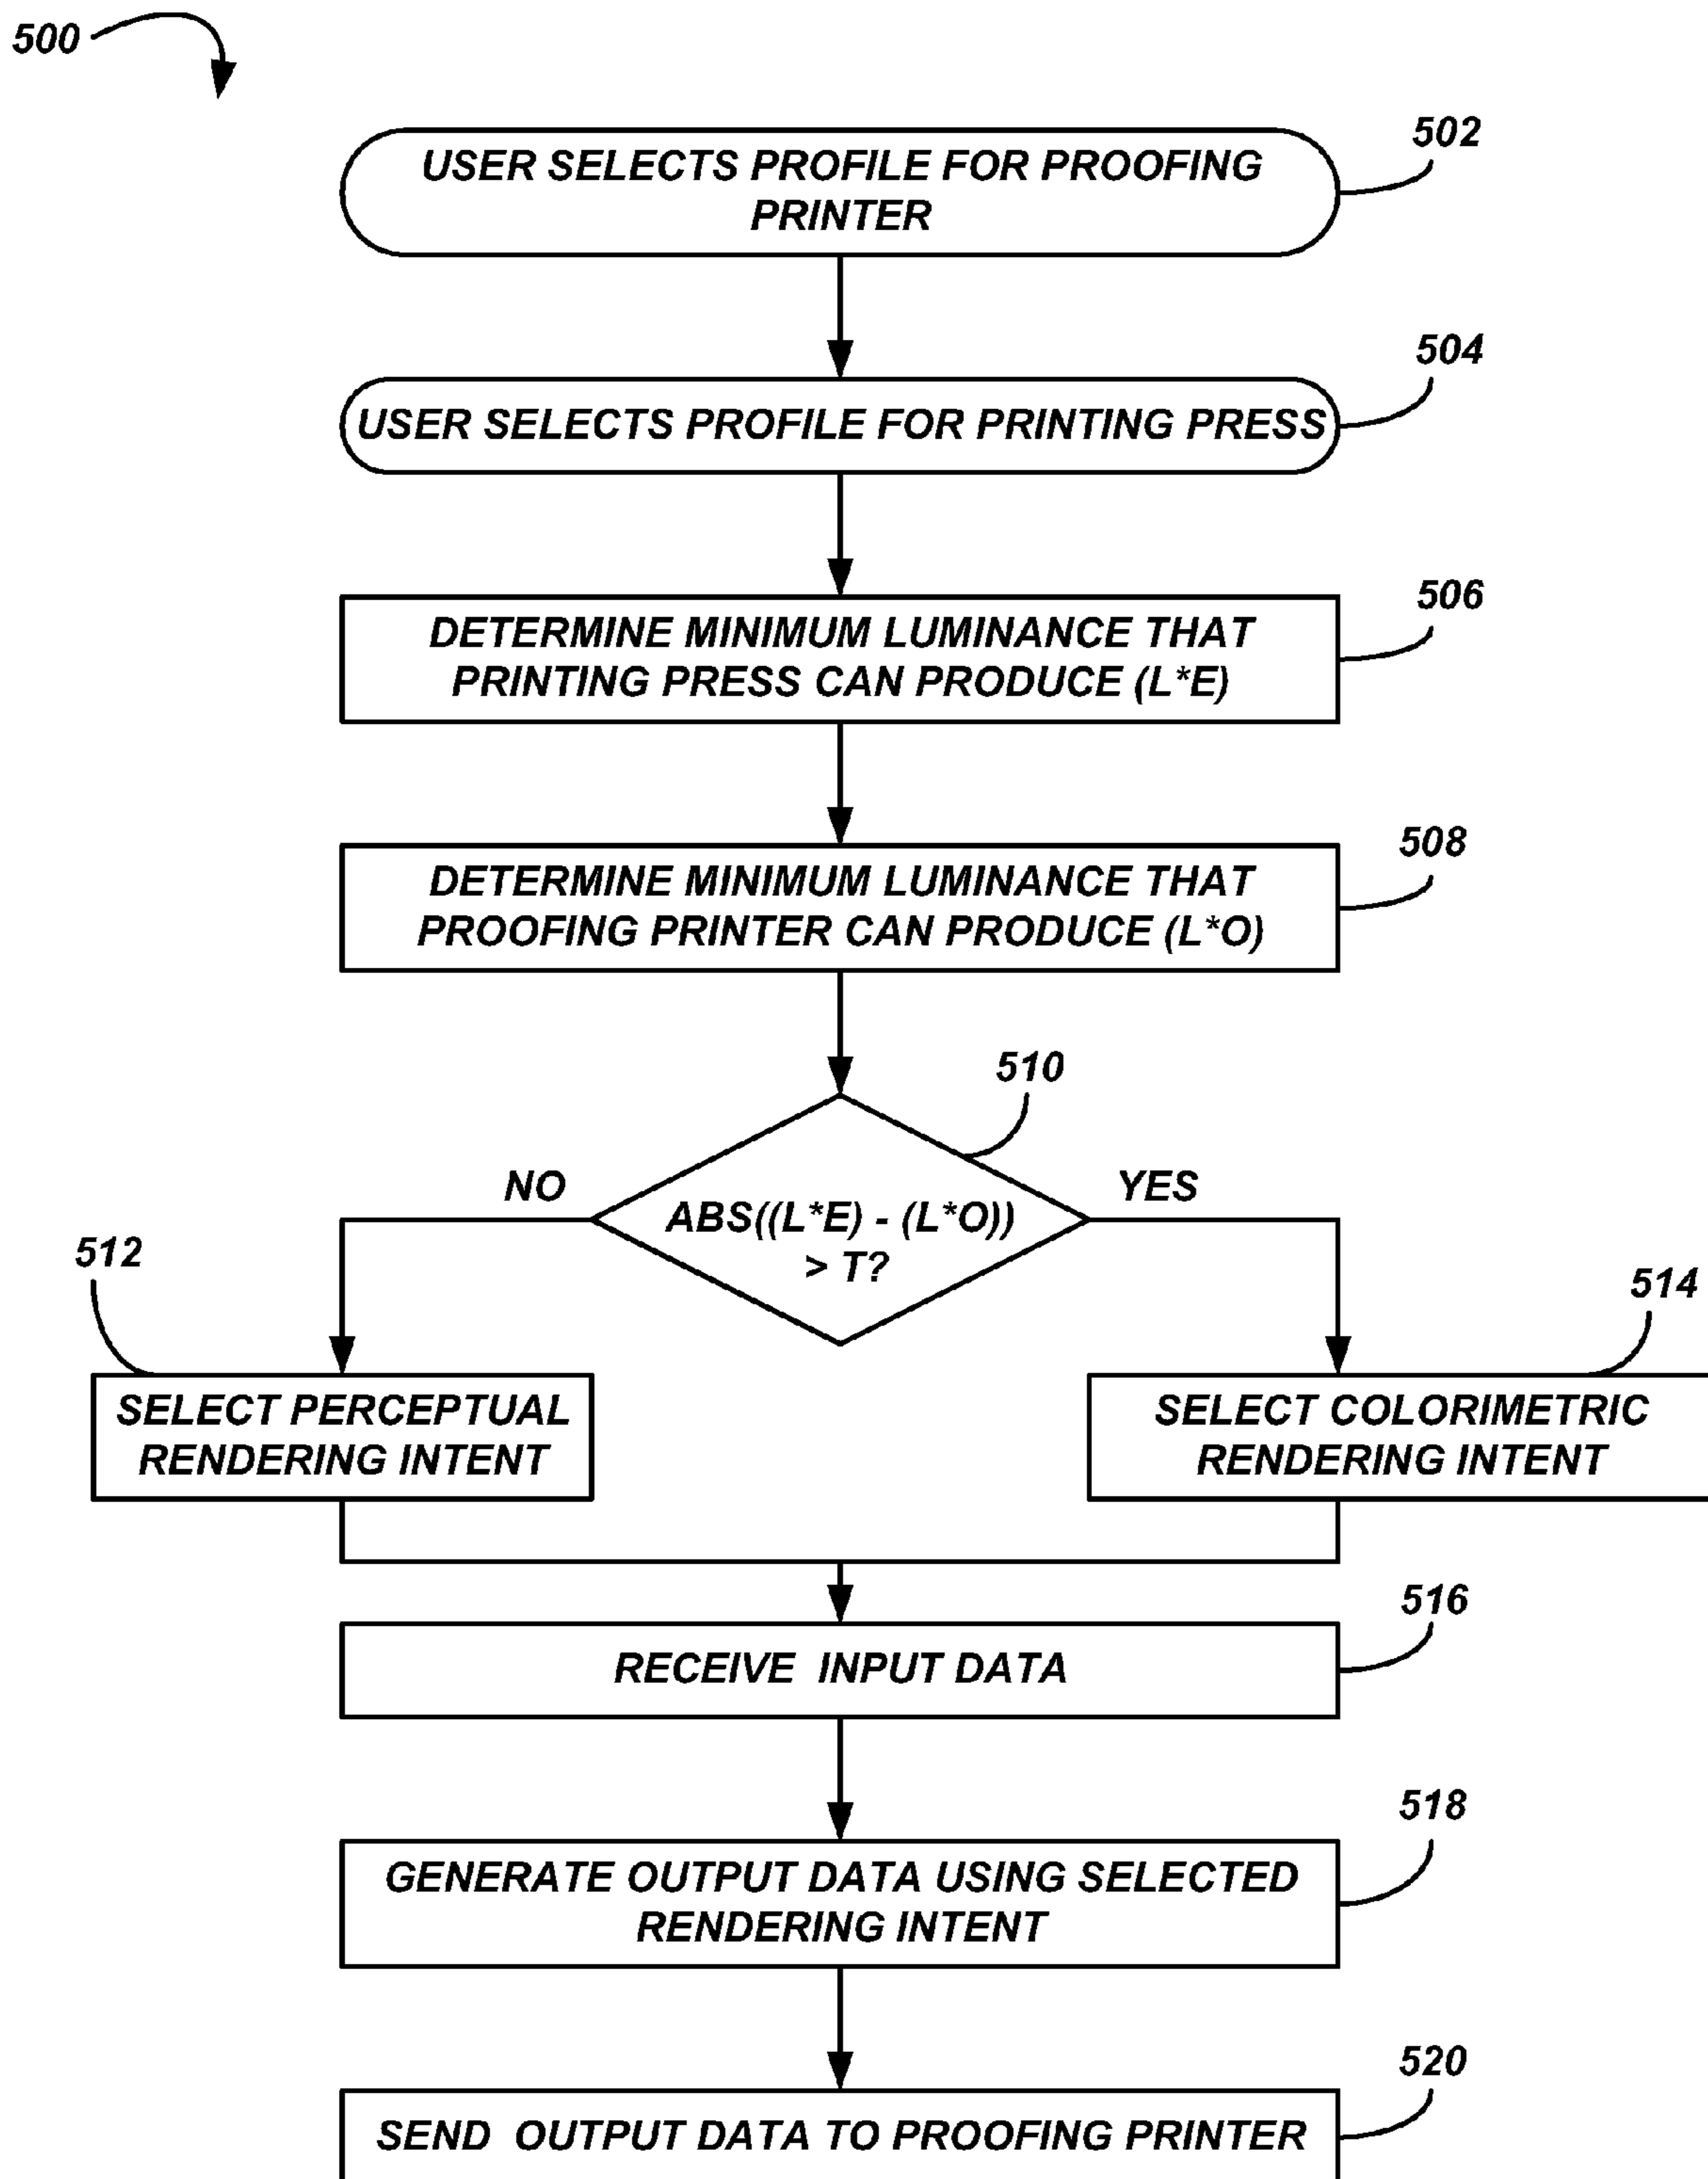 500
502
USER SELECTS PROFILE FOR PROOFING
PRINTER
504
USER SELECTS PROFILE FOR PRINTING PRESS
506
DETERMINE MINIMUM LUMINANCE THAT
PRINTING PRESS CAN PRODUCE (L*E)
508
DETERMINE MINIMUM LUMINANCE THAT
PROOFING PRINTER CAN PRODUCE (L*O)
510
NO
YES
ABS((L*E) - (L*O))
> T?
512
514
SELECT PERCEPTUAL
RENDERING INTENT
SELECT COLORIMETRIC
RENDERING INTENT
516
RECEIVE INPUT DATA
518
GENERATE OUTPUT DATA USING SELECTED
RENDERING INTENT
520
SEND OUTPUT DATA TO PROOFING PRINTER